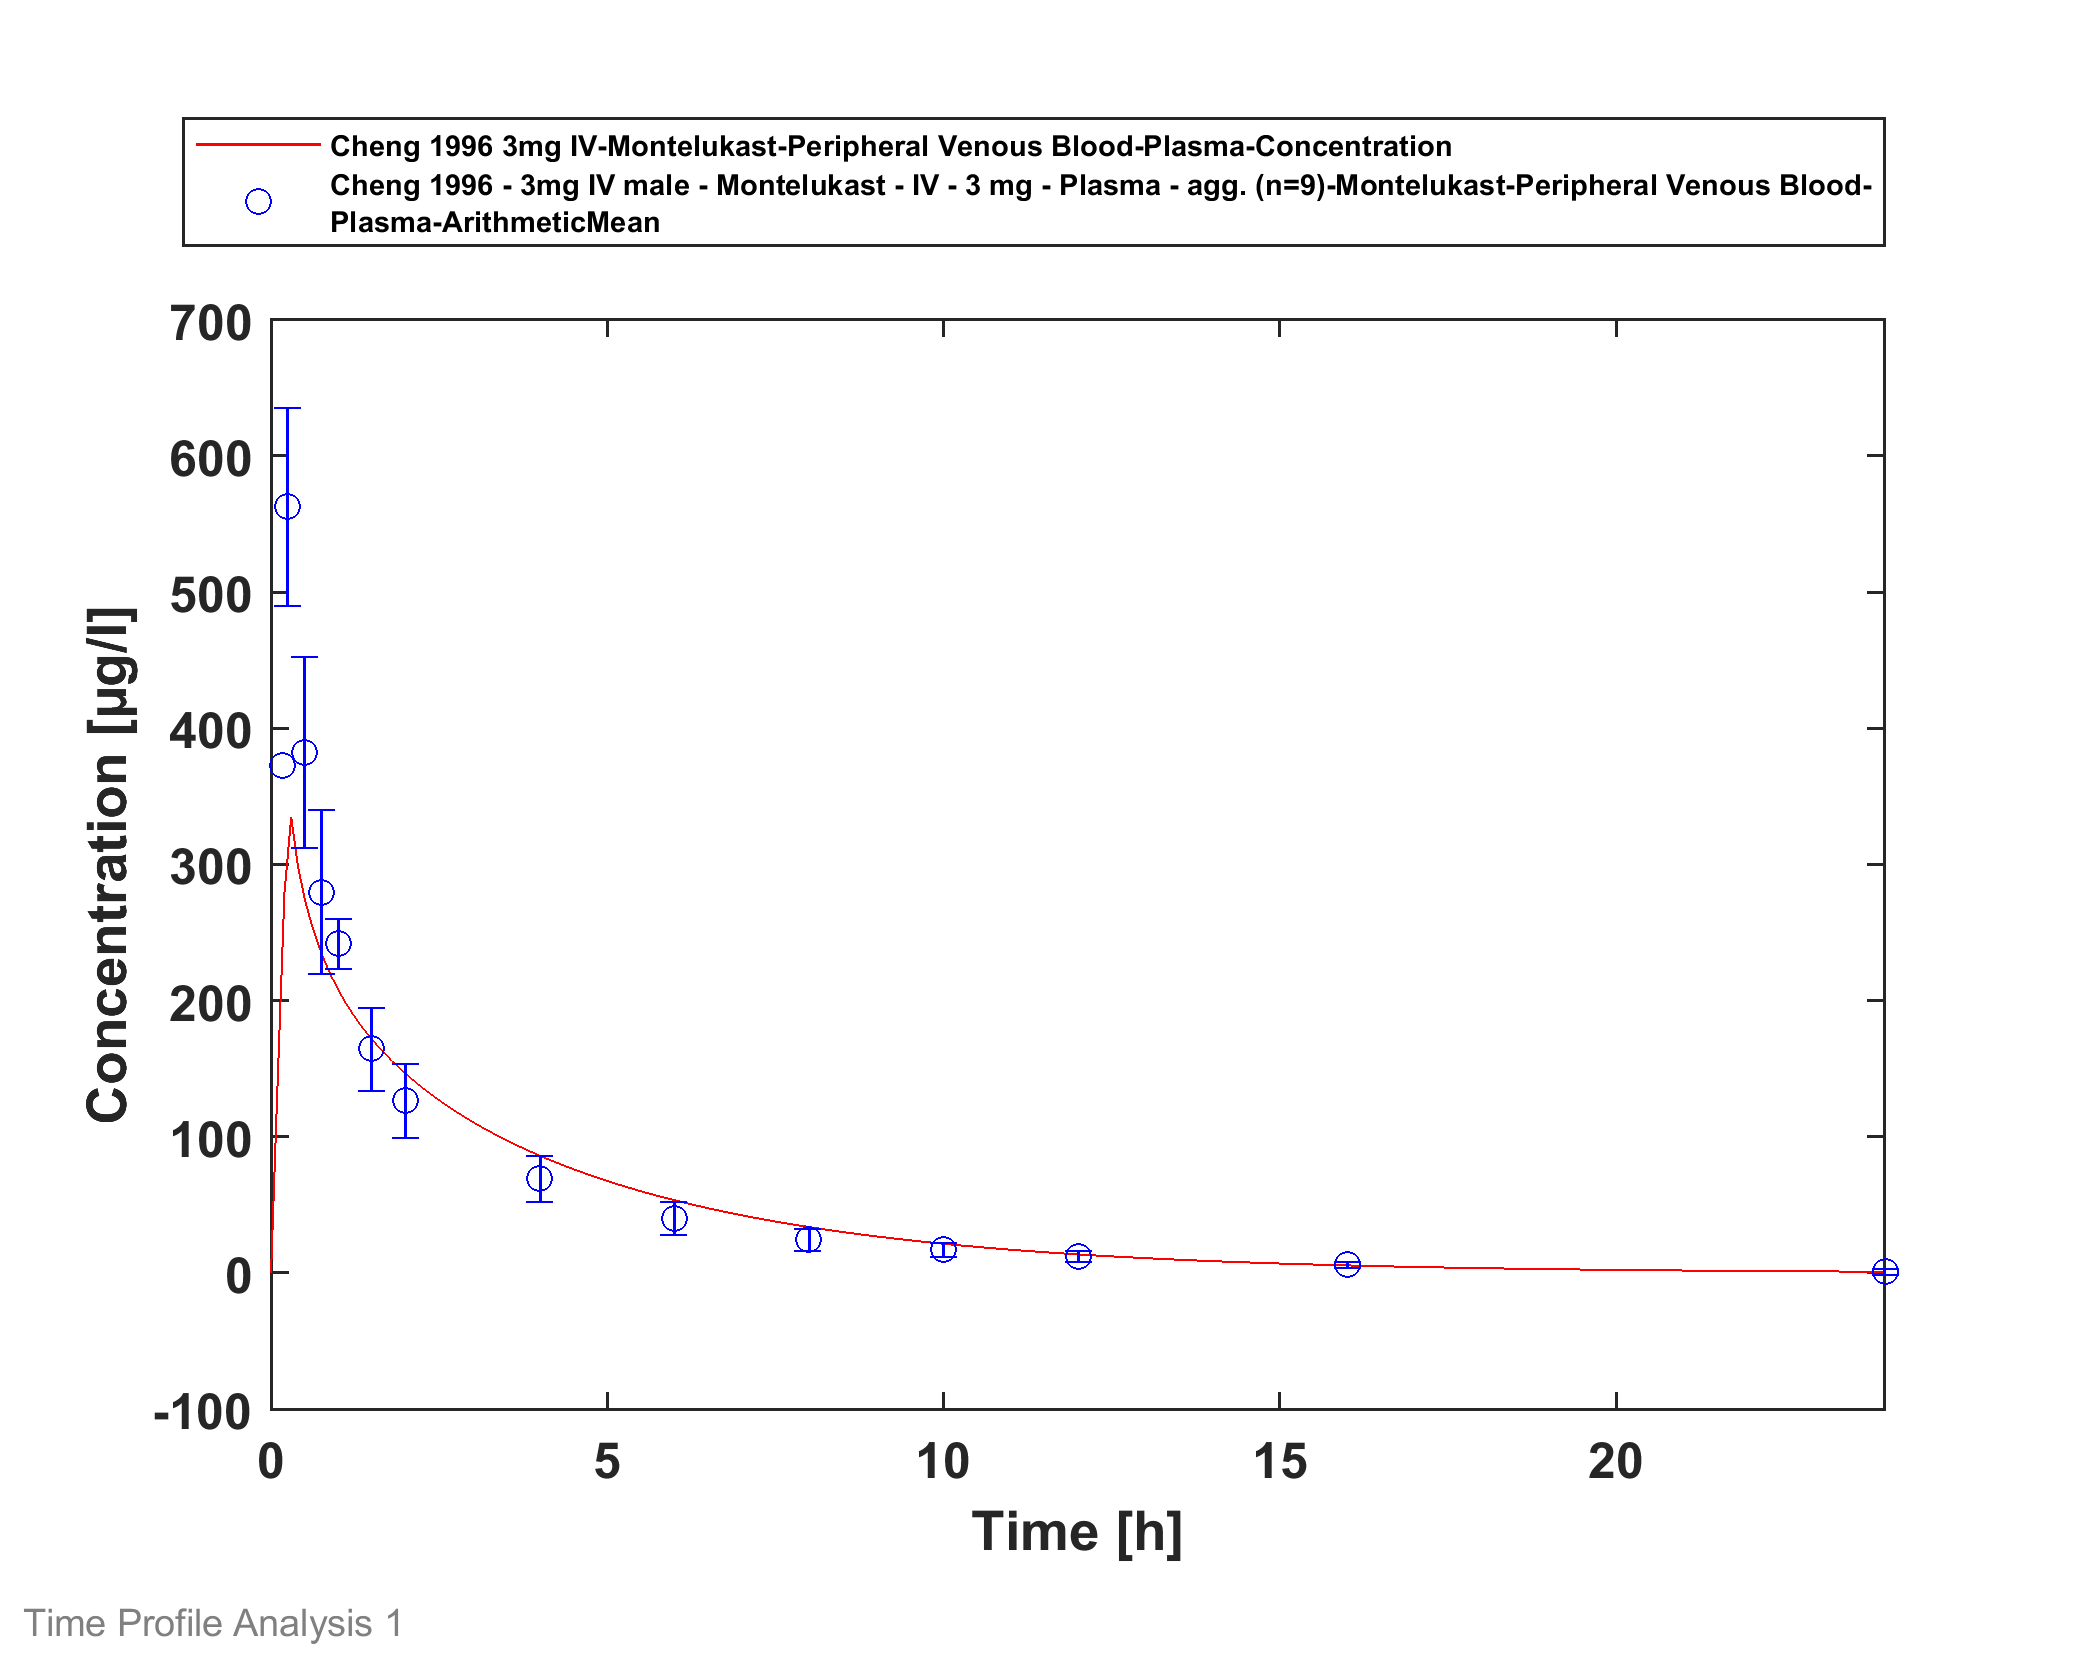 Cheng 1996 3mg IV-Montelukast-Peripheral Venous Blood-Plasma-Concentration
Cheng 1996 - 3mg IV male - Montelukast - IV - 3 mg - Plasma - agg. (n=9)-Montelukast-Peripheral Venous Blood-
Plasma-ArithmeticMean
700
600
500
400
300
200
100
0
-100
Concentration [µg/l]
0 5 10 15 20
Time [h]
Time Profile Analysis 1